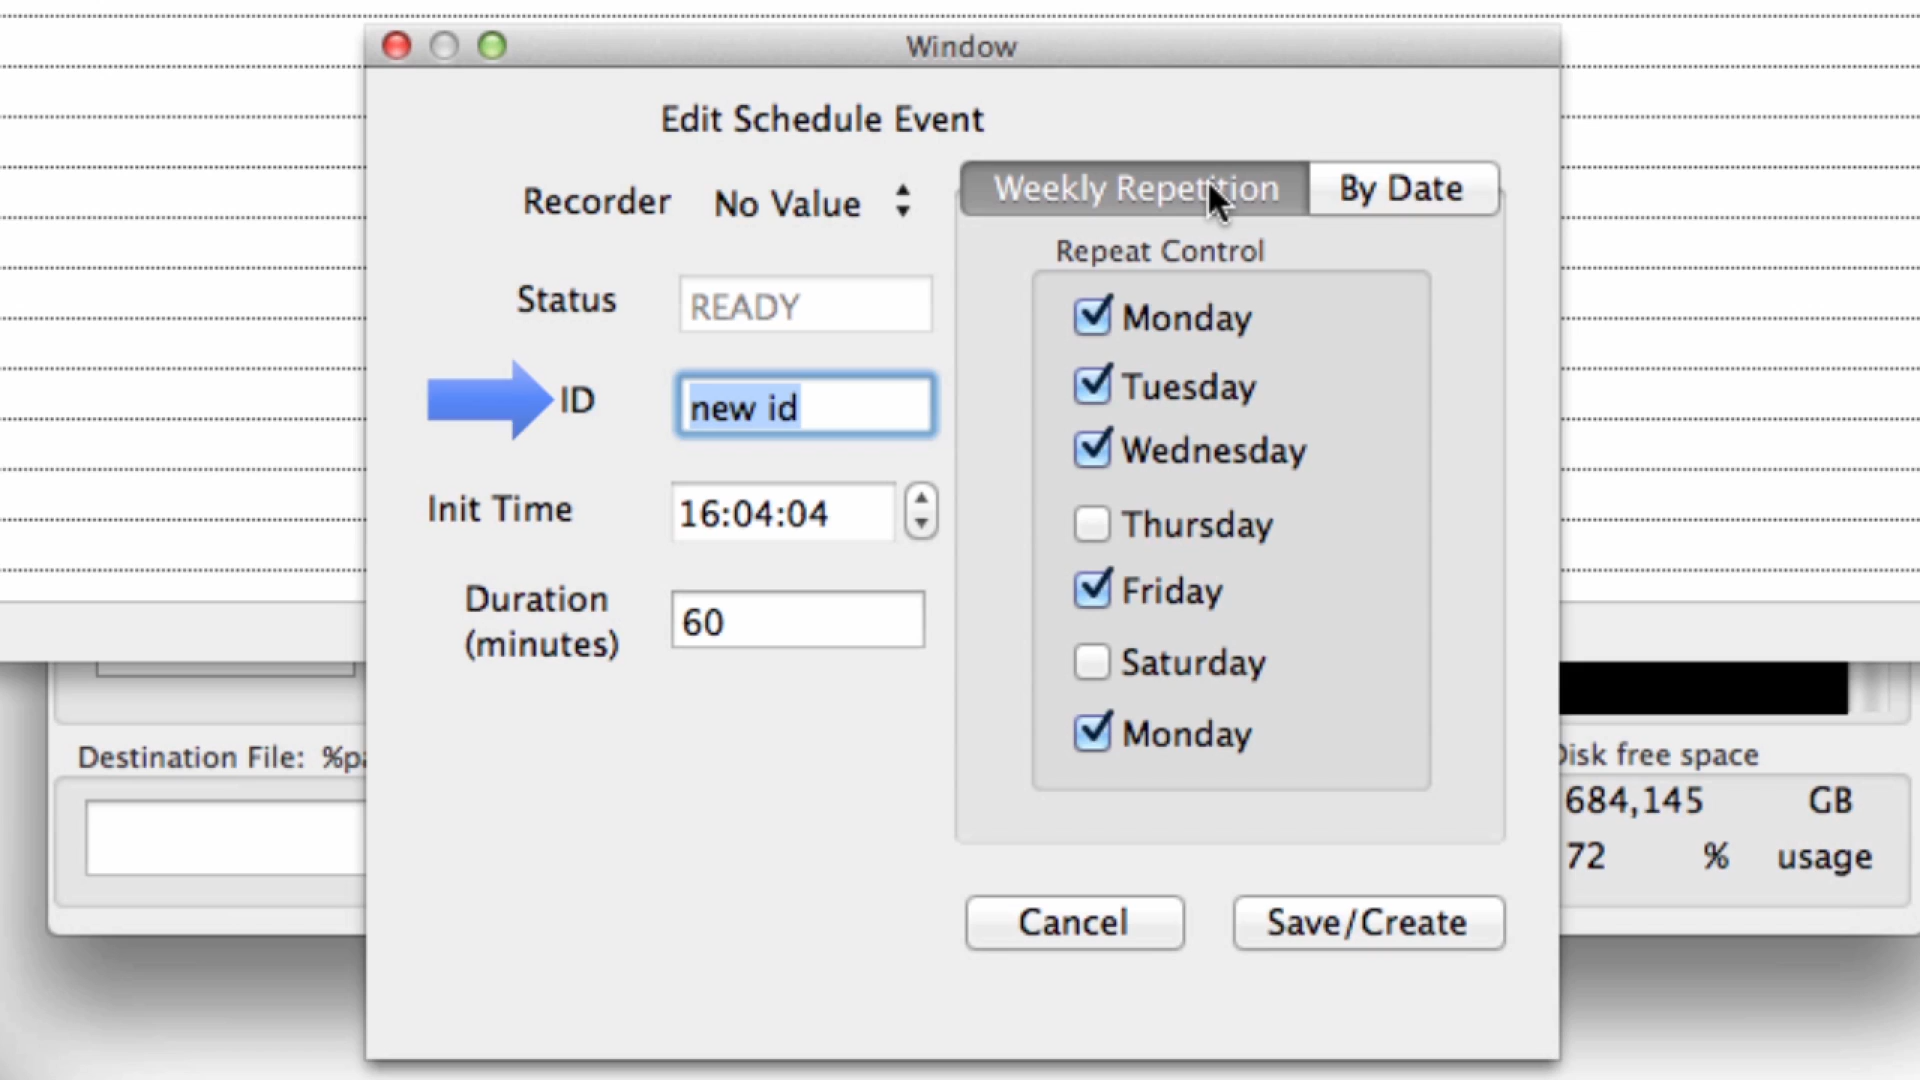 Window
Edit Schedule Event
Recorder No Value
Weekly Repetition By Date
Repeat Control
Status READY
Monday
Tuesday
ID new id
Wednesday
Init Time 16:04:04
Thursday
Friday
Duration
(minutes) 60
Saturday
Monday
Destination File: %pa
Disk free space
684,145 GB
72 % usage
Cancel Save/Create